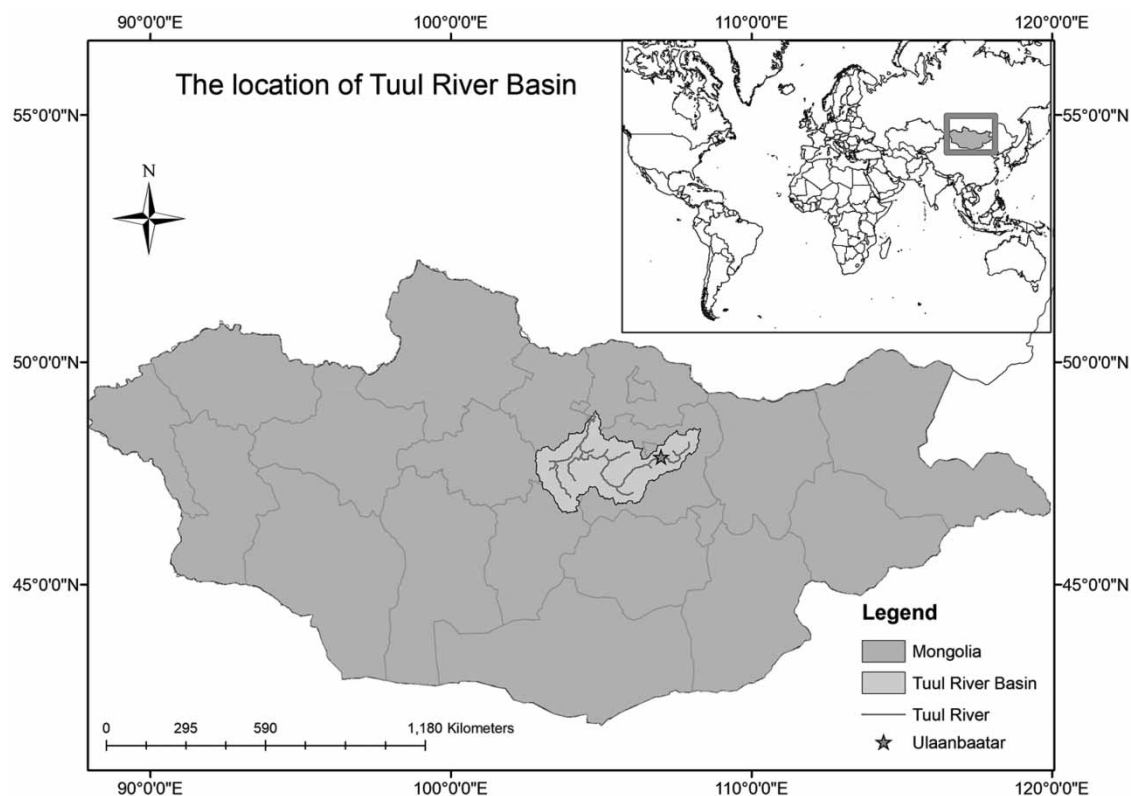 90°0'0"E 100°0'0"E 110°0'0"E 120°0'0"E
The location of Tuul River Basin
55°0'0"N 55°0'0"N
N
50°0'0"N 50°0'0"N
45°0'0"N 45°0'0"N
Legend
Mongolia
Tuul River Basin
Tuul River
Ulaanbaatar
0 295 590 1,180 Kilometers
90°0'0"E 100°0'0"E 110°0'0"E 120°0'0"E